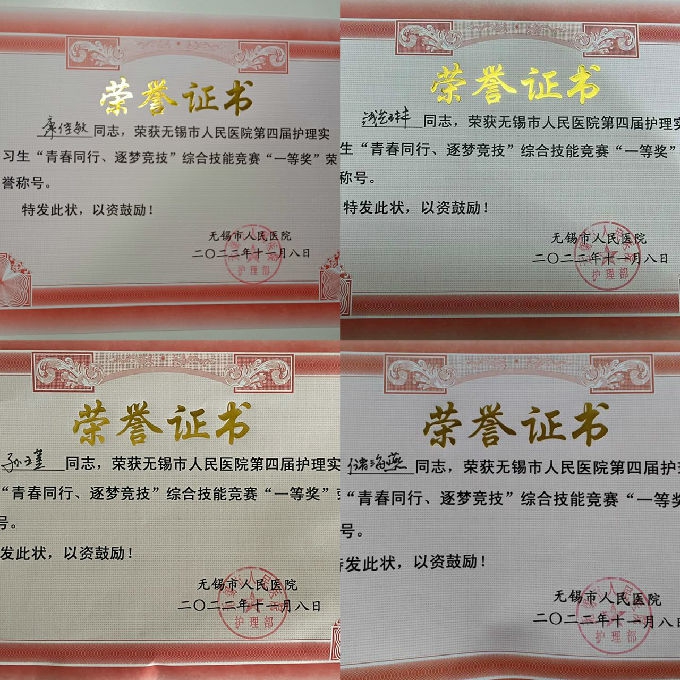 荣誉证书
同志，荣获无锡市人民医院第四届护理实
习生“青春同行、逐梦竞技”综合技能竞赛“一等奖”荣
誉称号。
特发此状，以资鼓励！
无锡市人民医院
二〇二二年十一月八日
护理部
荣誉证书
同志，荣获无锡市人民医院第四届护理实
生“青春同行、逐梦竞技”综合技能竞赛“一等奖”
称号。
特发此状，以资鼓励！
无锡市人民医院
二〇二二年十一月八日
护理部
荣誉证书
同志，荣获无锡市人民医院第四届护理实
“青春同行、逐梦竞技”综合技能竞赛“一等奖”
号。
发此状，以资鼓励！
无锡市人民医院
二〇二二年十一月八日
护理部
荣誉证书
海燕同志，荣获无锡市人民医院第四届护理
“青春同行、逐梦竞技”综合技能竞赛“一等奖
号。
特发此状，以资鼓励！
无锡市人民医院
二〇二二年十一月八日
护理部